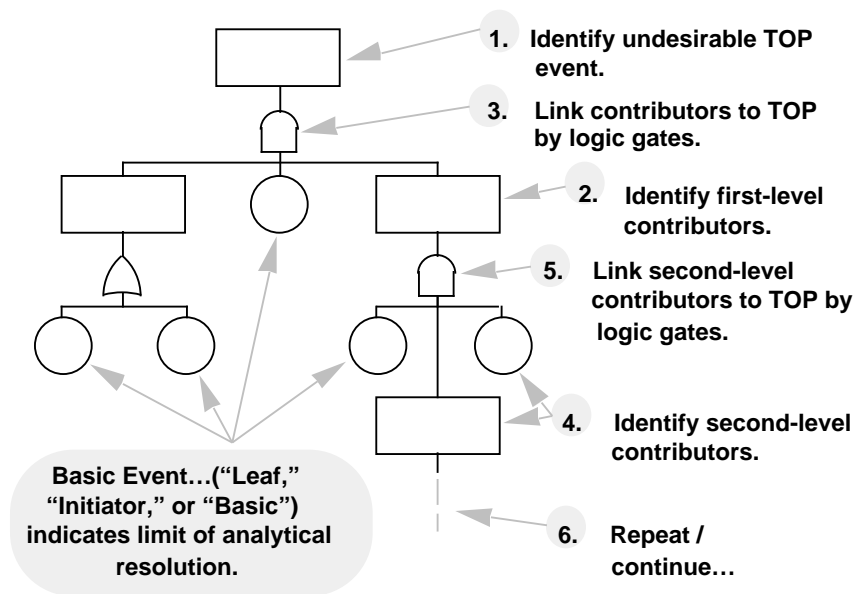 1. Identify undesirable TOP
event.
3. Link contributors to TOP
by logic gates.
2. Identify first-level
contributors.
5. Link second-level
contributors to TOP by
logic gates.
4. Identify second-level
contributors.
Basic Event…(“Leaf,”
“Initiator,” or “Basic”)
indicates limit of analytical
resolution.
6. Repeat /
continue…